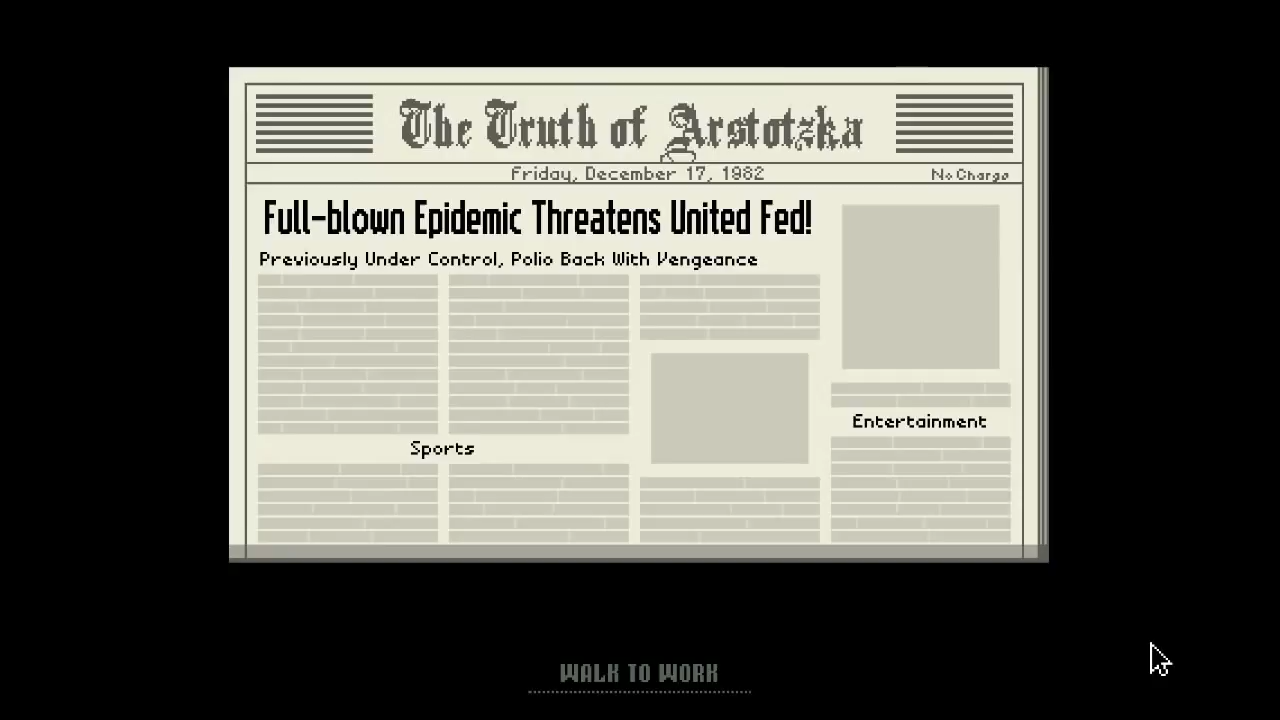 The Truth of Arstotzka
Friday, December 17, 1982
No Charge
Full-blown Epidemic Threatens United Fed!
Previously Under Control, Polio Back With Vengeance
Entertainment
Sports
WALK TO WORK